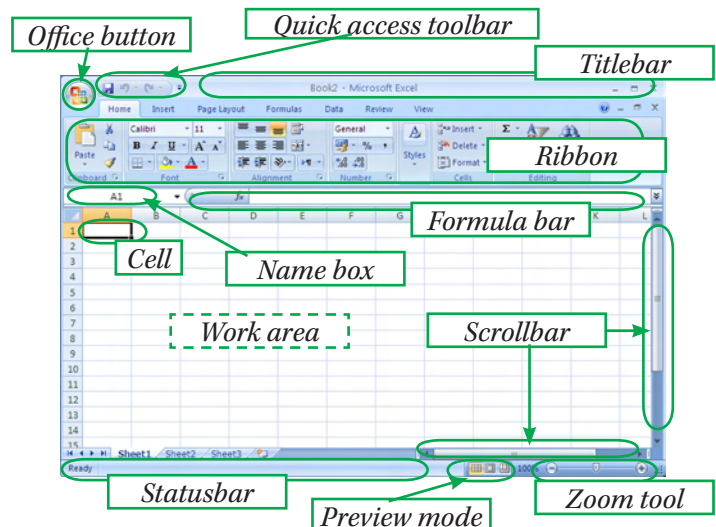 Office button
Quick access toolbar
Titlebar
Book2 - Microsoft Excel
Home Insert Page Layout Formulas Data Review View
Calibri 11 General Insert Σ
Paste B I U A A % , Styles Delete
A Format
Ribbon
Clipboard Font Alignment Number Cells Editing
A1 fx
Formula bar
A B C D E F G K L
1
2
Cell
3
Name box
4
5
6
7
Work area
Scrollbar
8
9
10
11
12
13
14
15
Sheet1 Sheet2 Sheet3
Ready 100%
Statusbar
Zoom tool
Preview mode